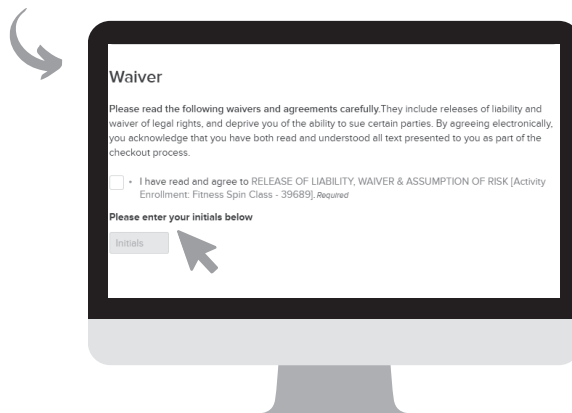 Waiver
Please read the following waivers and agreements carefully.They include releases of liability and
waiver of legal rights, and deprive you of the ability to sue certain parties. By agreeing electronically,
you acknowledge that you have both read and understood all text presented to you as part of the
checkout process.
• I have read and agree to RELEASE OF LIABILITY, WAIVER & ASSUMPTION OF RISK [Activity
Enrollment: Fitness Spin Class - 39689]. Required
Please enter your initials below
Initials